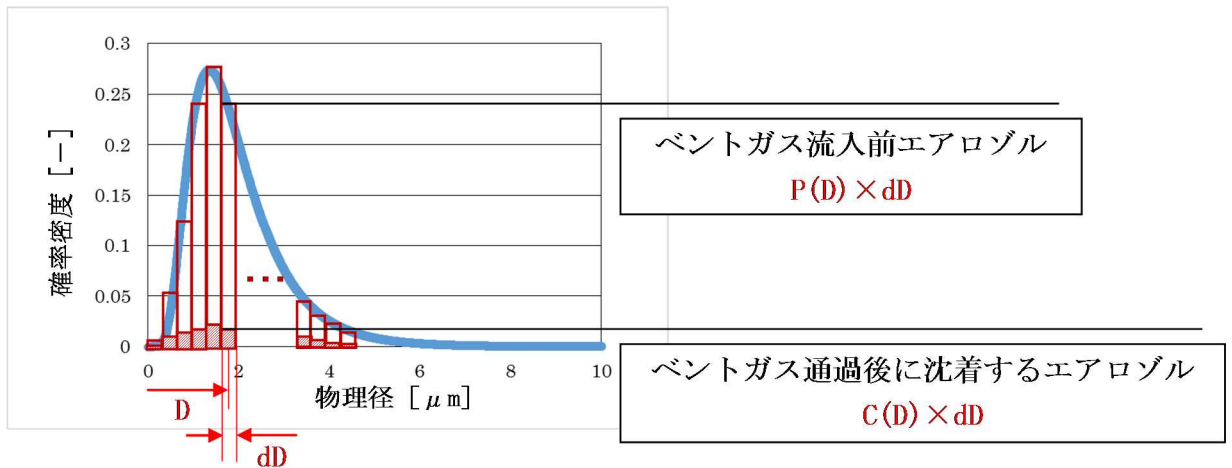 0.3
0.25
0.2
0.15
0.1
0.05
0
確率密度[-]
0
2
4
6
8
10
物理径[μm]
D
dD
ベントガス流入前エアロゾル
P(D)×dD
ベントガス通過後に沈着するエアロゾル
C(D)×dD